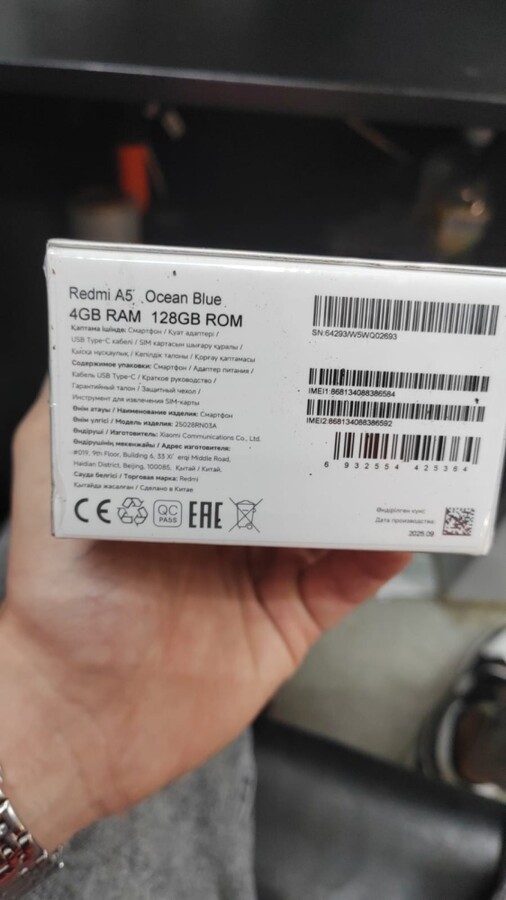 Redmi A5 Ocean Blue
4GB RAM 128GB ROM
Қаптама ішінде: Смартфон / Қуат адаптері /
USB Type-C кабелі / SIM картасын шығару құралы /
Қысқа нұсқаулық / Кепілдік талоны / Қорғау қаптамасы
Содержимое упаковки: Смартфон / Адаптер питания /
Кабель USB Type-C / Краткое руководство /
Гарантийный талон / Защитный чехол /
Инструмент для извлечения SIM-карты
Өнім атауы / Наименование изделия: Смартфон
Өнім үлгісі / Модель изделия: 25028RN03A
Өндіруші / Изготовитель: Xiaomi Communications Co., Ltd.
Өндірушінің мекенжайы / Адрес изготовителя:
#019, 9th Floor, Building 6, 33 Xi'erqi Middle Road,
Haidian District, Beijing, 100085, Қытай / Китай.
Сауда белгісі / Торговая марка: Redmi
Қытайда жасалған / Сделано в Китае
CE
QC
PASS
EAC
SN:64293/W5WQ02693
IMEI1:868134088386584
IMEI2:868134088386592
6 932554 425364
Өндірілген күні:
Дата производства:
2025.08